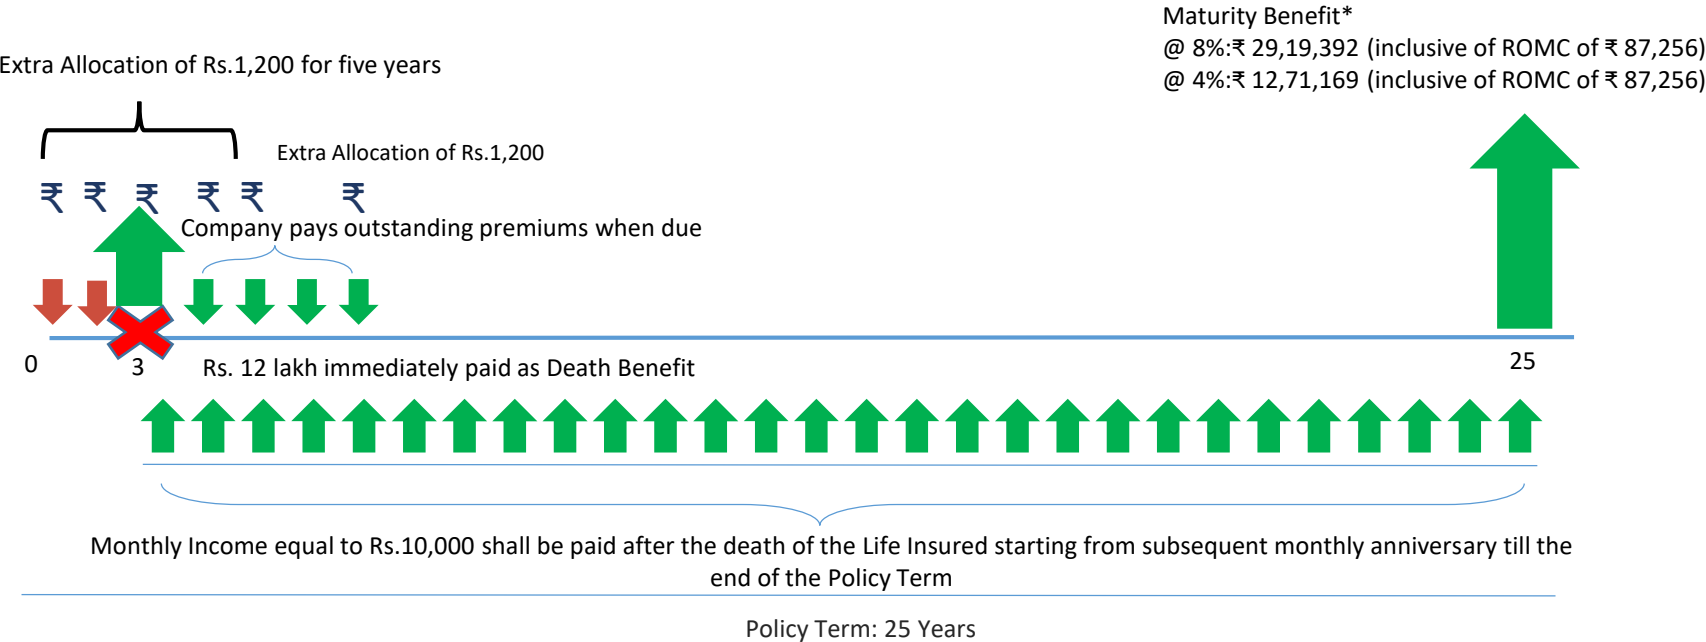 Maturity Benefit*
@ 8%:₹ 29,19,392 (inclusive of ROMC of ₹ 87,256)
@ 4%:₹ 12,71,169 (inclusive of ROMC of ₹ 87,256)
Extra Allocation of Rs.1,200 for five years
Extra Allocation of Rs.1,200
₹ ₹ ₹ ₹ ₹ ₹
Company pays outstanding premiums when due
0 3 25
Rs. 12 lakh immediately paid as Death Benefit
Monthly Income equal to Rs.10,000 shall be paid after the death of the Life Insured starting from subsequent monthly anniversary till the
end of the Policy Term
Policy Term: 25 Years